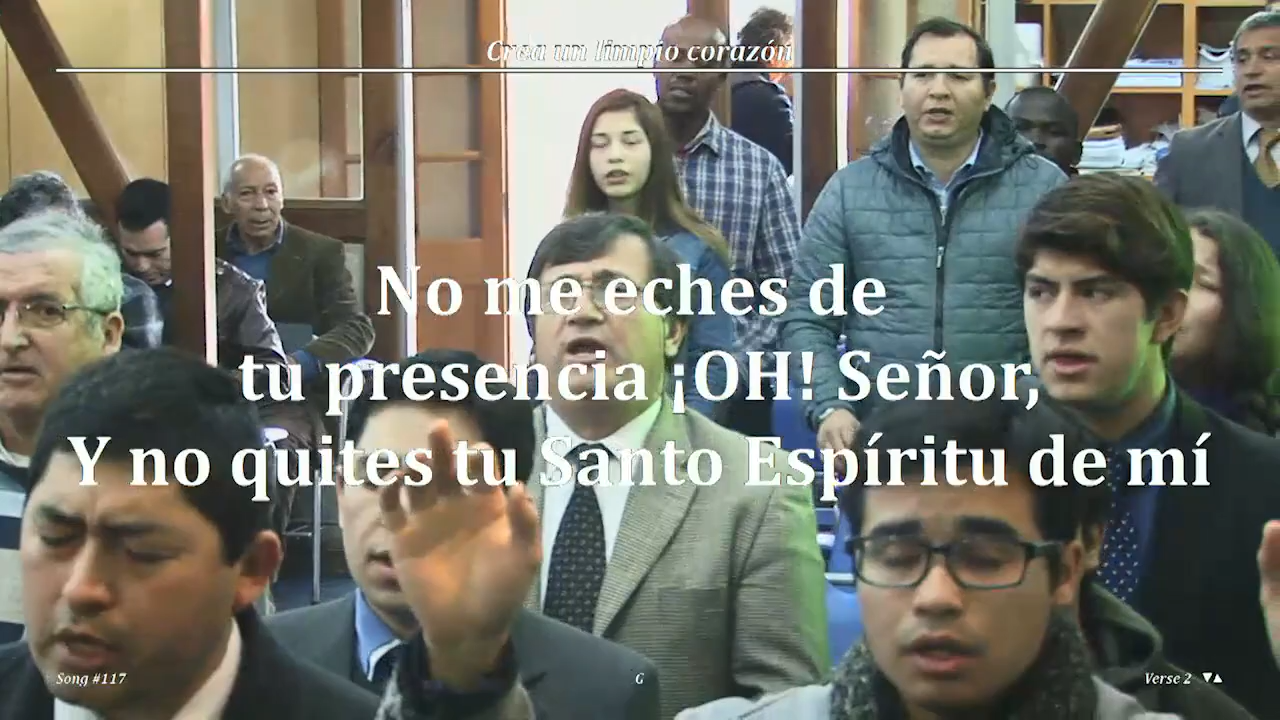 Crea un limpio corazón
No me eches de
tu presencia ¡OH! Señor,
Y no quites tu Santo Espíritu de mí
Song #117
G
Verse 2 ▼▲